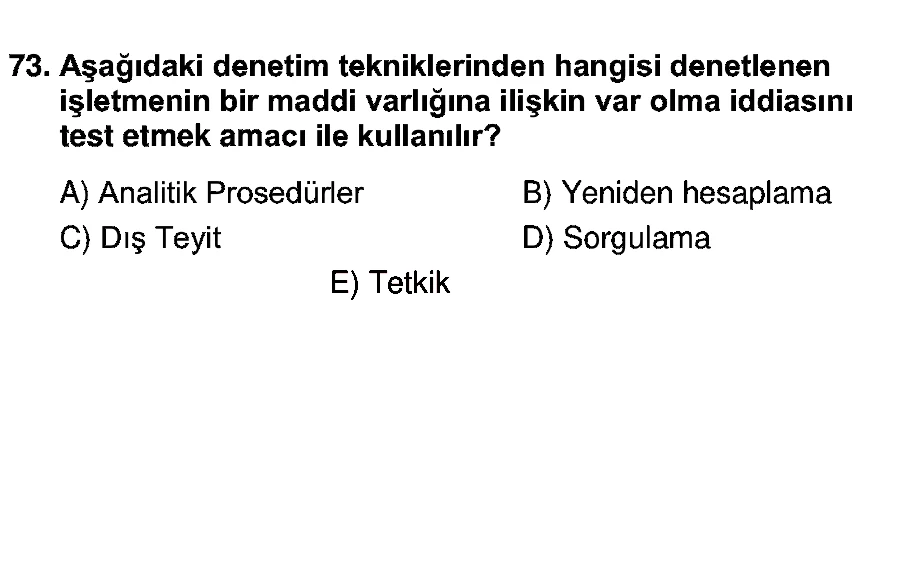 73. Aşağıdaki denetim tekniklerinden hangisi denetlenen
işletmenin bir maddi varlığına ilişkin var olma iddiasını
test etmek amacı ile kullanılır?
A) Analitik Prosedürler B) Yeniden hesaplama
C) Dış Teyit D) Sorgulama
E) Tetkik